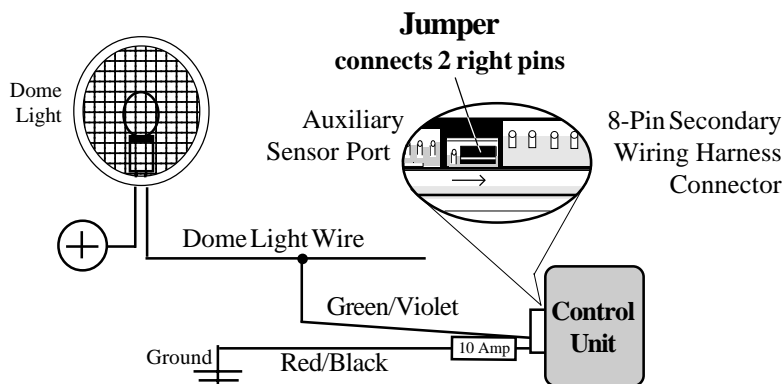 Jumper
connects 2 right pins
Dome
Light
Auxiliary
Sensor Port
8-Pin Secondary
Wiring Harness
Connector
Dome Light Wire
Green/Violet
Control
Unit
10 Amp
Ground
Red/Black